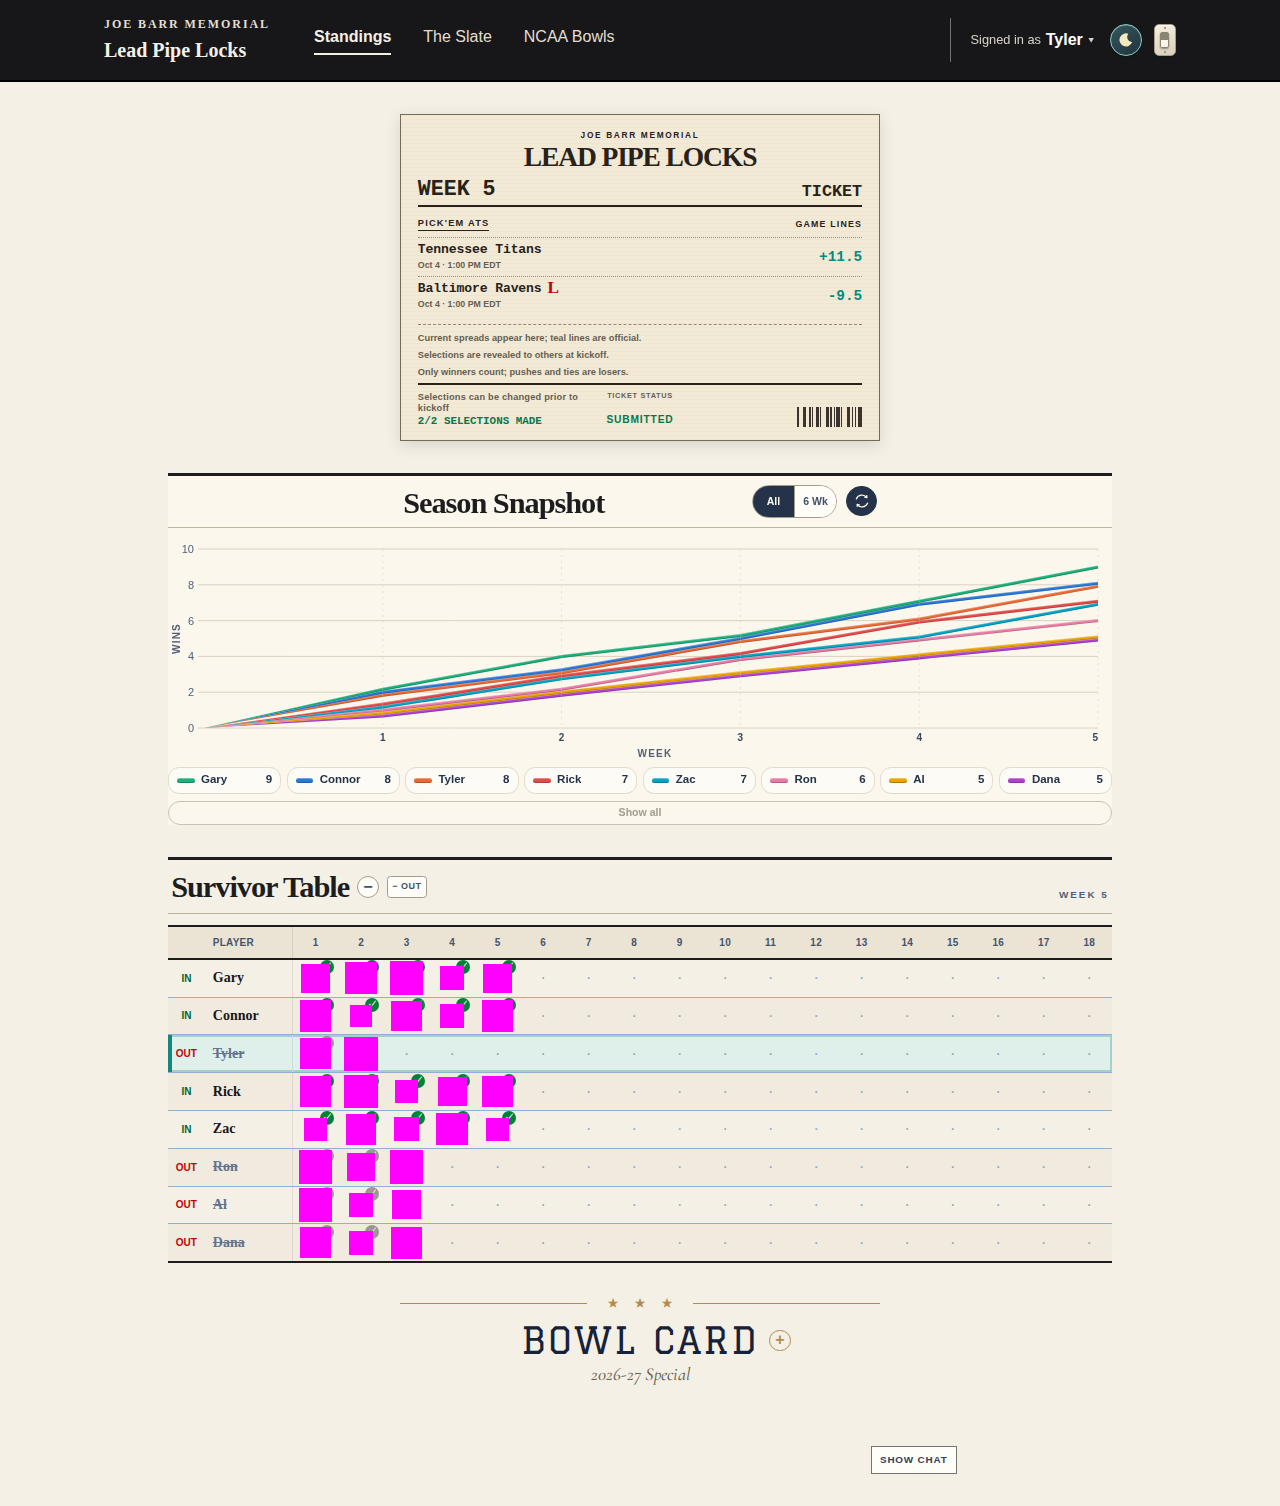 JOE BARR MEMORIAL
Lead Pipe Locks
Standings The Slate NCAA Bowls
Signed in as Tyler
JOE BARR MEMORIAL
LEAD PIPE LOCKS
WEEK 5 TICKET
PICK'EM ATS GAME LINES
Tennessee Titans +11.5
Oct 4 · 1:00 PM EDT
Baltimore Ravens L -9.5
Oct 4 · 1:00 PM EDT
Current spreads appear here; teal lines are official.
Selections are revealed to others at kickoff.
Only winners count; pushes and ties are losers.
Selections can be changed prior to
kickoff
2/2 SELECTIONS MADE
TICKET STATUS
SUBMITTED
Season Snapshot All 6 Wk
10
8
6
4
2
0
WINS
1 2 3 4 5
WEEK
Gary 9 Connor 8 Tyler 8 Rick 7 Zac 7 Ron 6 Al 5 Dana 5
Show all
Survivor Table − − OUT WEEK 5
PLAYER 1 2 3 4 5 6 7 8 9 10 11 12 13 14 15 16 17 18
IN Gary
IN Connor
OUT Tyler
IN Rick
IN Zac
OUT Ron
OUT Al
OUT Dana
★ ★ ★
BOWL CARD +
2026-27 Special
SHOW CHAT